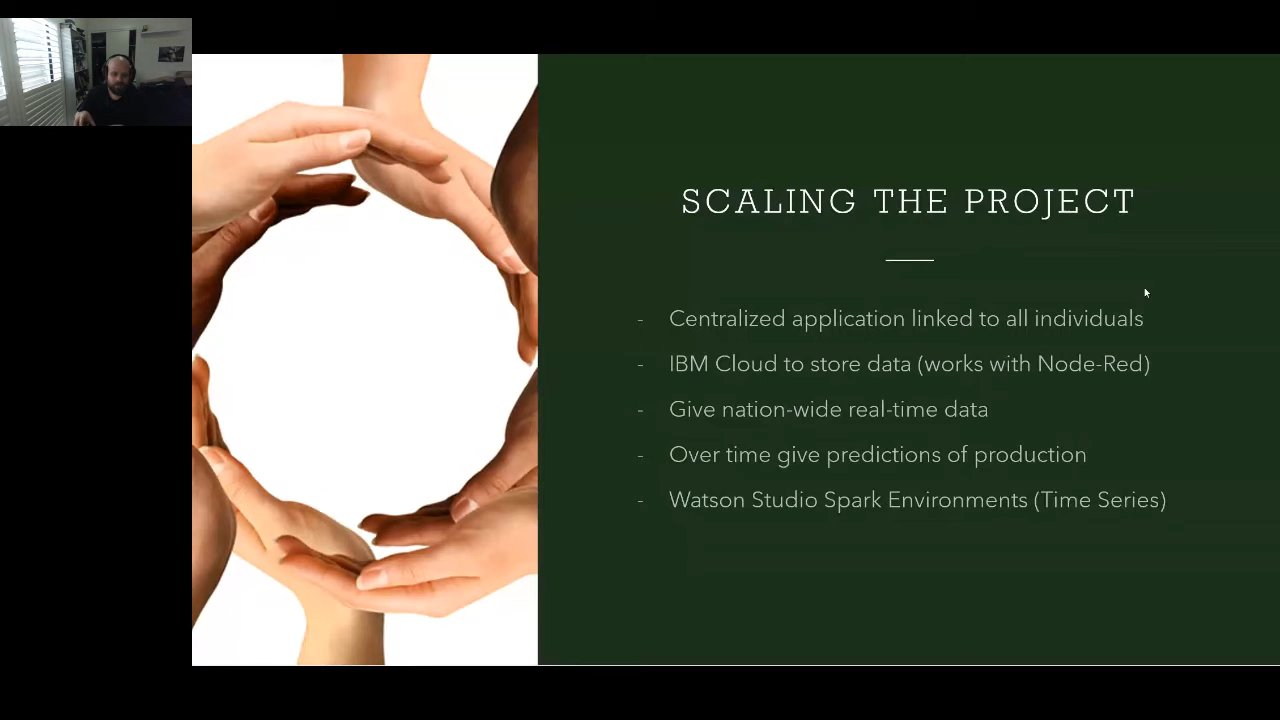 SCALING THE PROJECT
- Centralized application linked to all individuals
- IBM Cloud to store data (works with Node-Red)
- Give nation-wide real-time data
- Over time give predictions of production
- Watson Studio Spark Environments (Time Series)